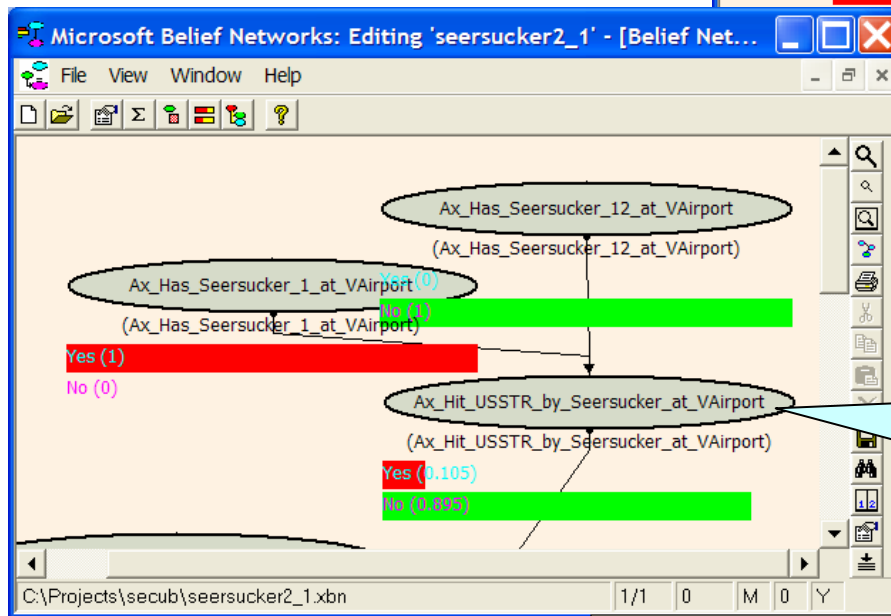 Microsoft Belief Networks: Editing 'seersucker2_1' - [Belief Net...
File View Window Help
Σ ?
Ax_Has_Seersucker_12_at_VAirport
(Ax_Has_Seersucker_12_at_VAirport)
Yes (0)
No (1)
Ax_Has_Seersucker_1_at_VAirport
(Ax_Has_Seersucker_1_at_VAirport)
Yes (1)
No (0)
Ax_Hit_USSTR_by_Seersucker_at_VAirport
(Ax_Hit_USSTR_by_Seersucker_at_VAirport)
Yes (0.105)
No (0.895)
1 2
C:\Projects\secub\seersucker2_1.xbn 1/1 0 M 0 Y